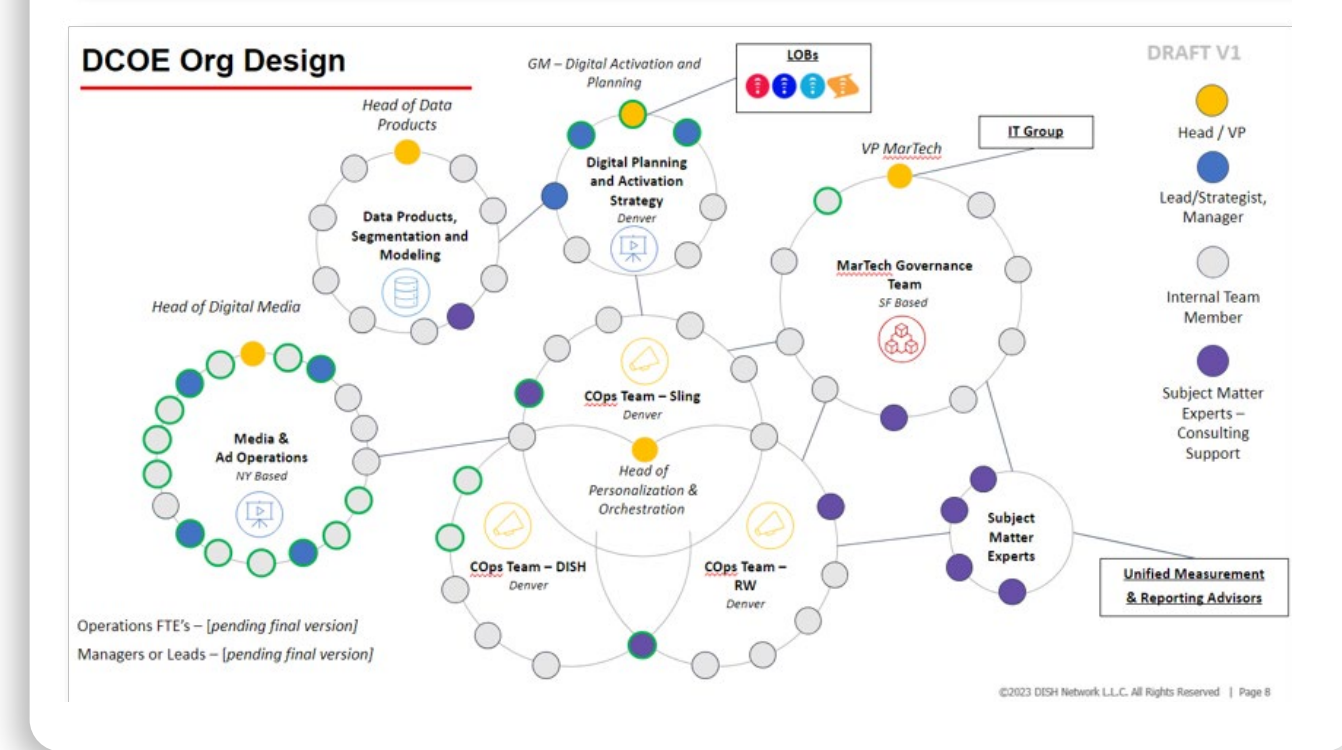 DCOE Org Design
DRAFT V1
GM – Digital Activation and
Planning
LOBs
Head of Data
Products
Digital Planning
and Activation
Strategy
Denver
Data Products,
Segmentation and
Modeling
VP MarTech
IT Group
MarTech Governance
Team
SF Based
Head / VP
Lead/Strategist,
Manager
Internal Team
Member
Subject Matter
Experts –
Consulting
Support
Head of Digital Media
Media &
Ad Operations
NY Based
COps Team – Sling
Denver
Head of
Personalization &
Orchestration
COps Team – DISH
Denver
COps Team –
RW
Denver
Subject
Matter
Experts
Unified Measurement
& Reporting Advisors
Operations FTE's – [pending final version]
Managers or Leads – [pending final version]
©2023 DISH Network L.L.C. All Rights Reserved | Page 8